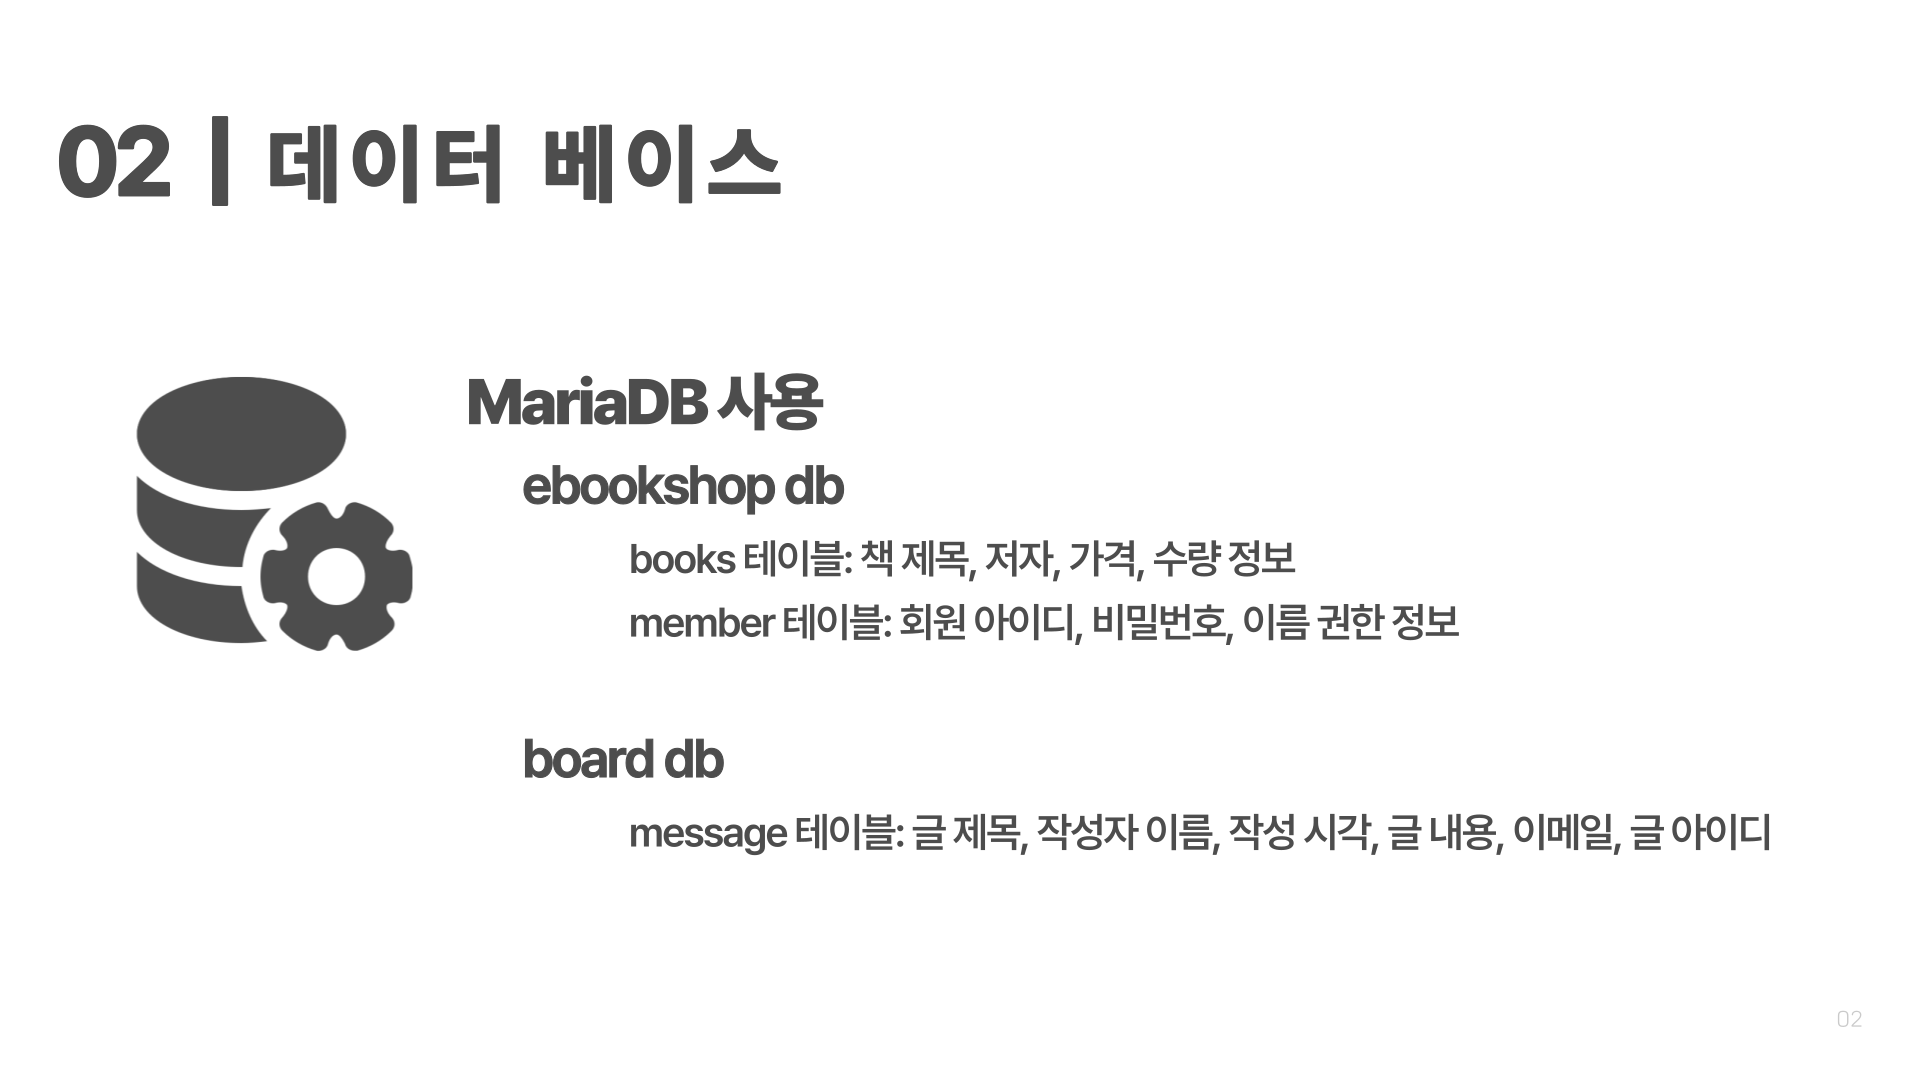 02 | 데이터 베이스
MariaDB 사용
ebookshop db
books 테이블: 책 제목, 저자, 가격, 수량 정보
member 테이블: 회원 아이디, 비밀번호, 이름 권한 정보
board db
message 테이블: 글 제목, 작성자 이름, 작성 시각, 글 내용, 이메일, 글 아이디
02